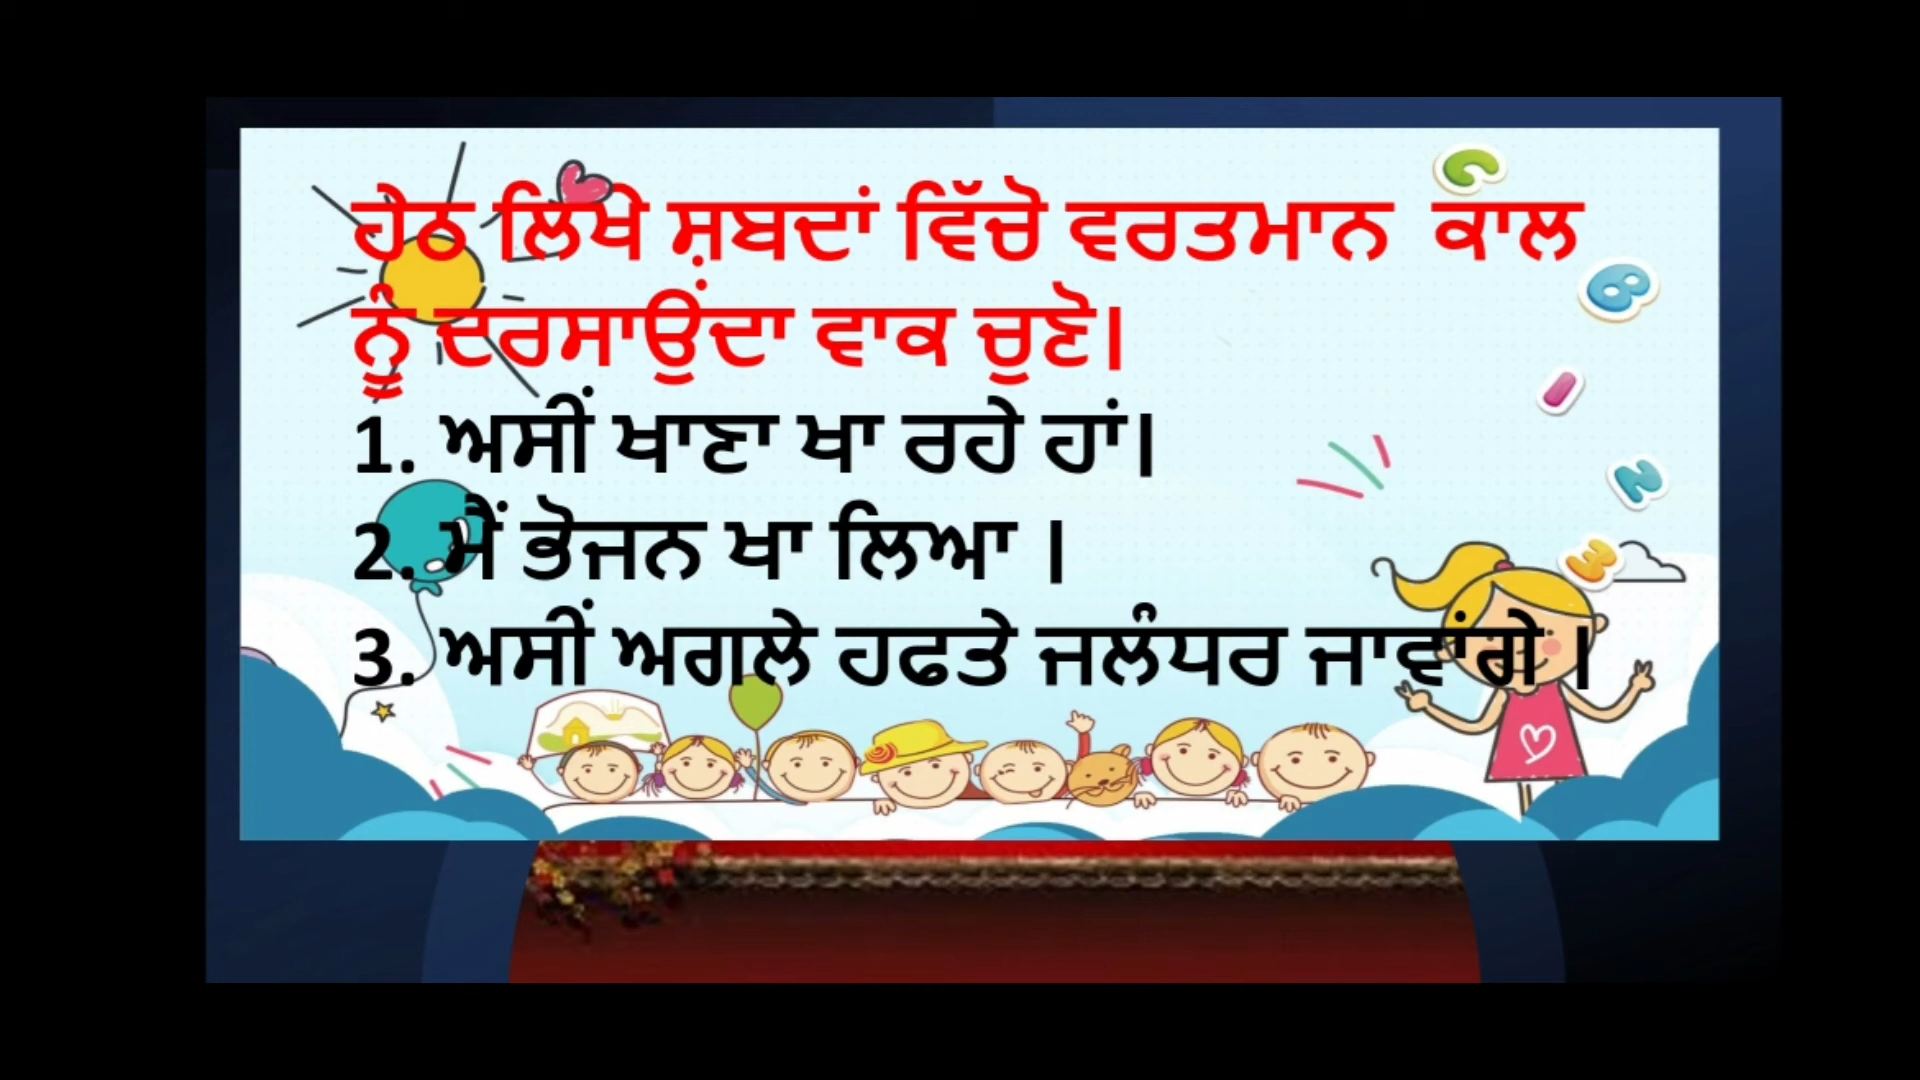 ਹੇਠ ਲਿਖੇ ਸ਼ਬਦਾਂ ਵਿੱਚੋ ਵਰਤਮਾਨ ਕਾਲ
ਨੂੰ ਦਰਸਾਉਂਦਾ ਵਾਕ ਚੁਣੋ।
1. ਅਸੀਂ ਖਾਣਾ ਖਾ ਰਹੇ ਹਾਂ।
2. ਮੈਂ ਭੋਜਨ ਖਾ ਲਿਆ ।
3. ਅਸੀਂ ਅਗਲੇ ਹਫਤੇ ਜਲੰਧਰ ਜਾਵਾਂਗੇ ।